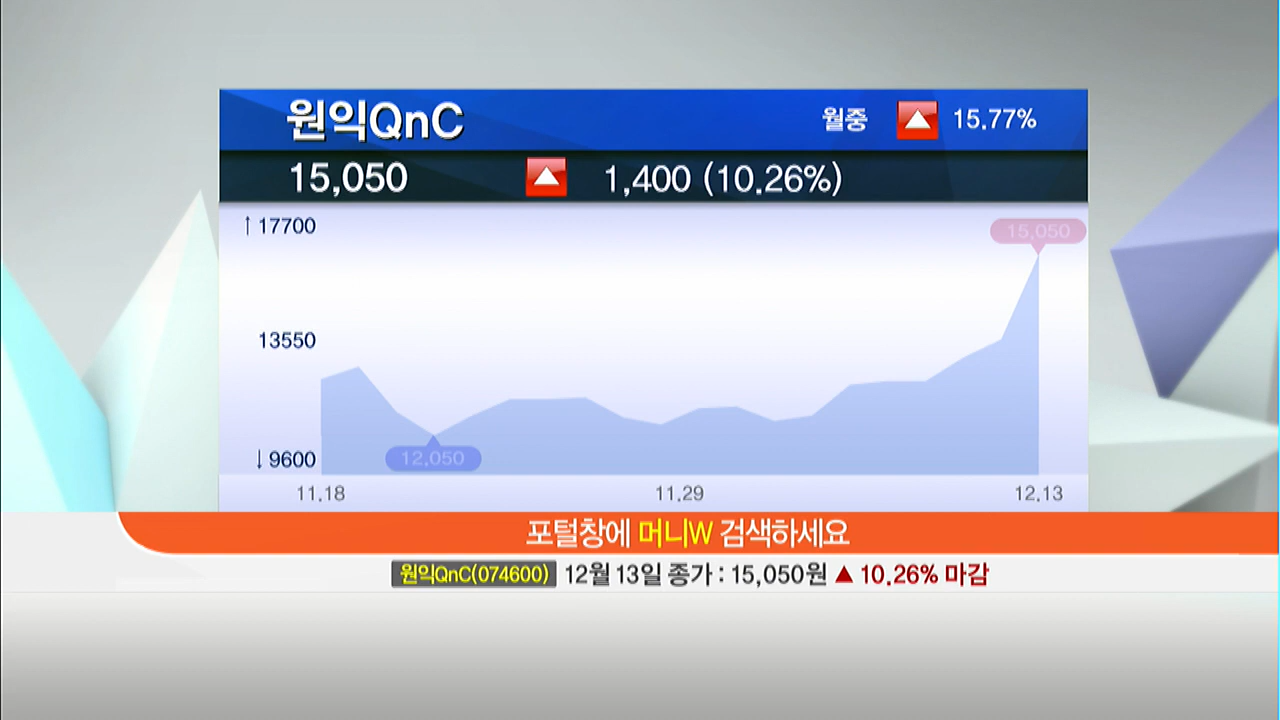 원익QnC 월중 ▲ 15.77%
15,050 ▲ 1,400 (10.26%)
↑17700
15,050
13550
12,050
↓9600
11.18 11.29 12.13
포털창에 머니W 검색하세요
원익QnC(074600) 12월 13일 종가 : 15,050원 ▲ 10.26% 마감